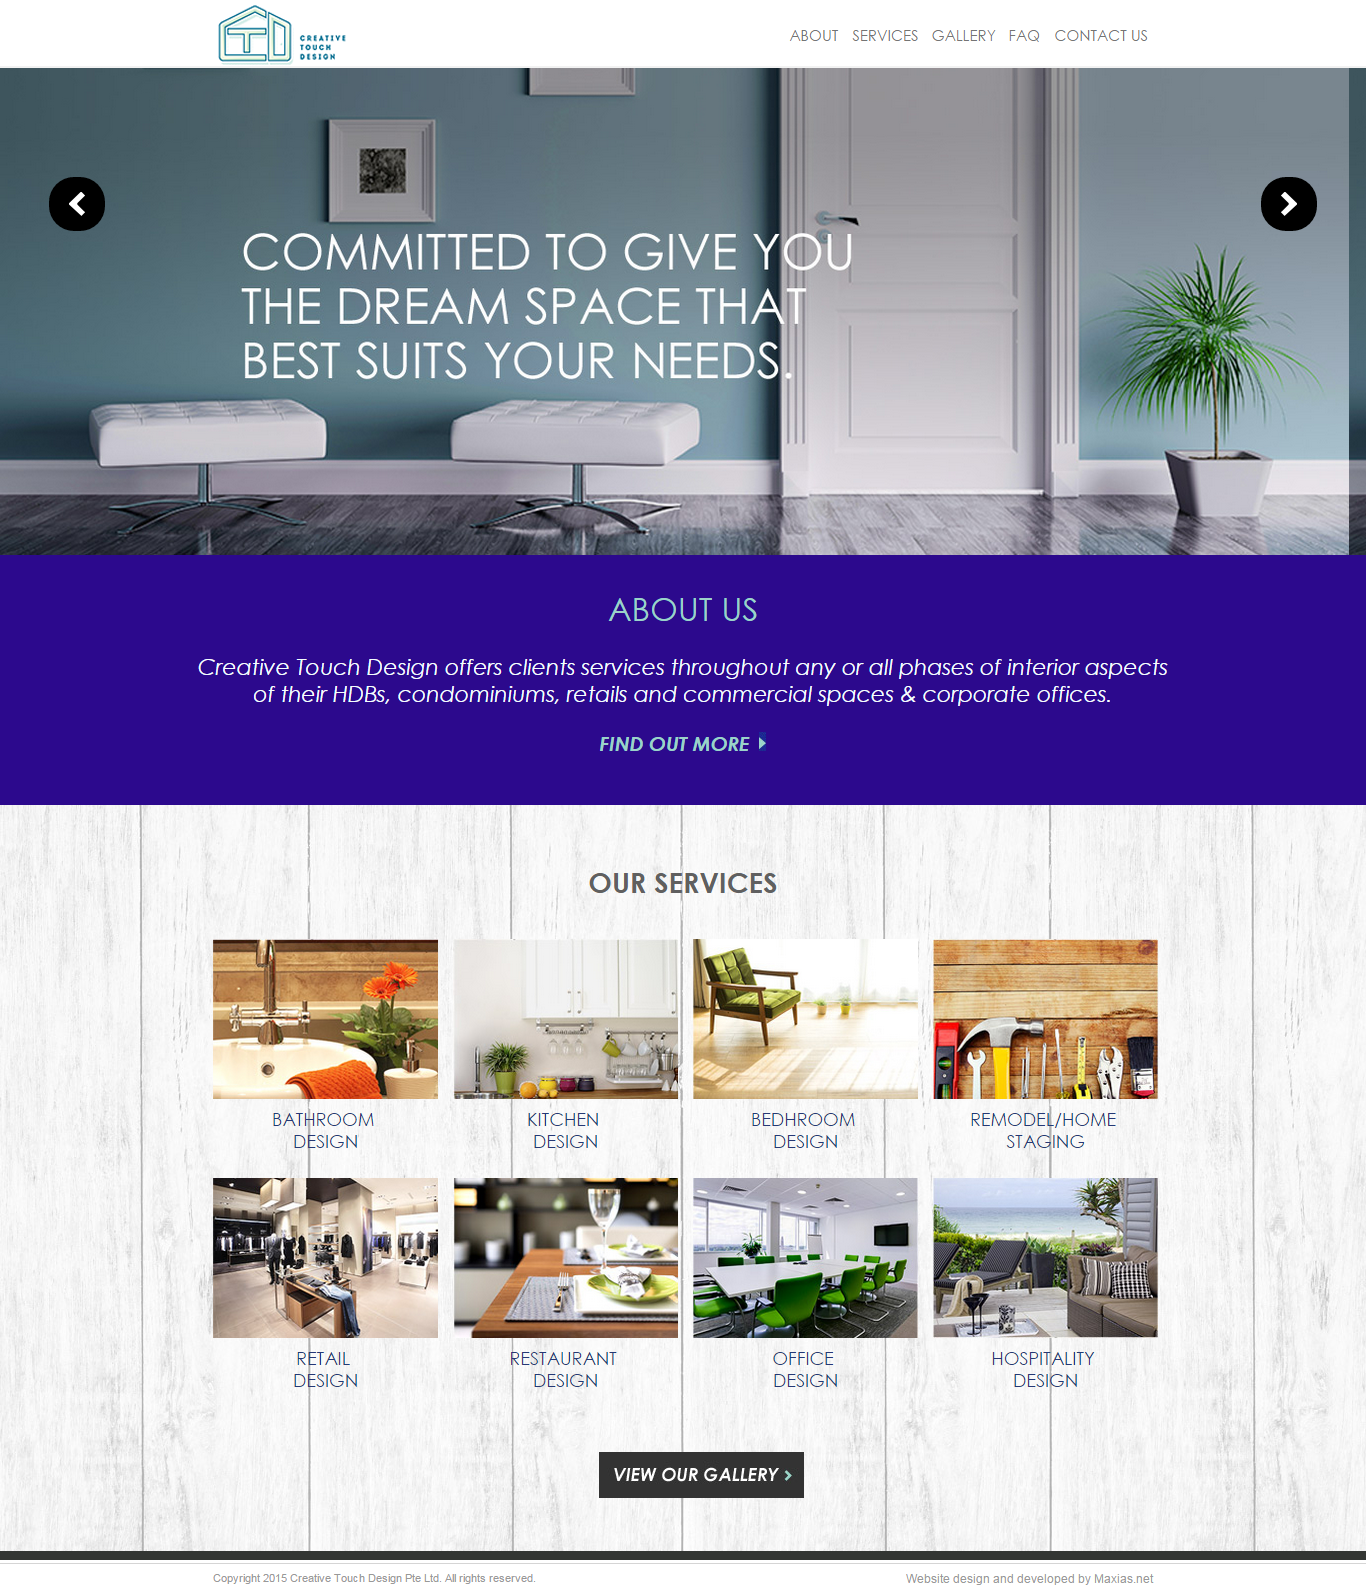 CREATIVE
TOUCH
DESIGN
ABOUT SERVICES GALLERY FAQ CONTACT US
COMMITTED TO GIVE YOU
THE DREAM SPACE THAT
BEST SUITS YOUR NEEDS.
ABOUT US
Creative Touch Design offers clients services throughout any or all phases of interior aspects
of their HDBs, condominiums, retails and commercial spaces & corporate offices.
FIND OUT MORE
OUR SERVICES
BATHROOM
DESIGN
KITCHEN
DESIGN
BEDHROOM
DESIGN
REMODEL/HOME
STAGING
RETAIL
DESIGN
RESTAURANT
DESIGN
OFFICE
DESIGN
HOSPITALITY
DESIGN
VIEW OUR GALLERY
Copyright 2015 Creative Touch Design Pte Ltd. All rights reserved.
Website design and developed by Maxias.net